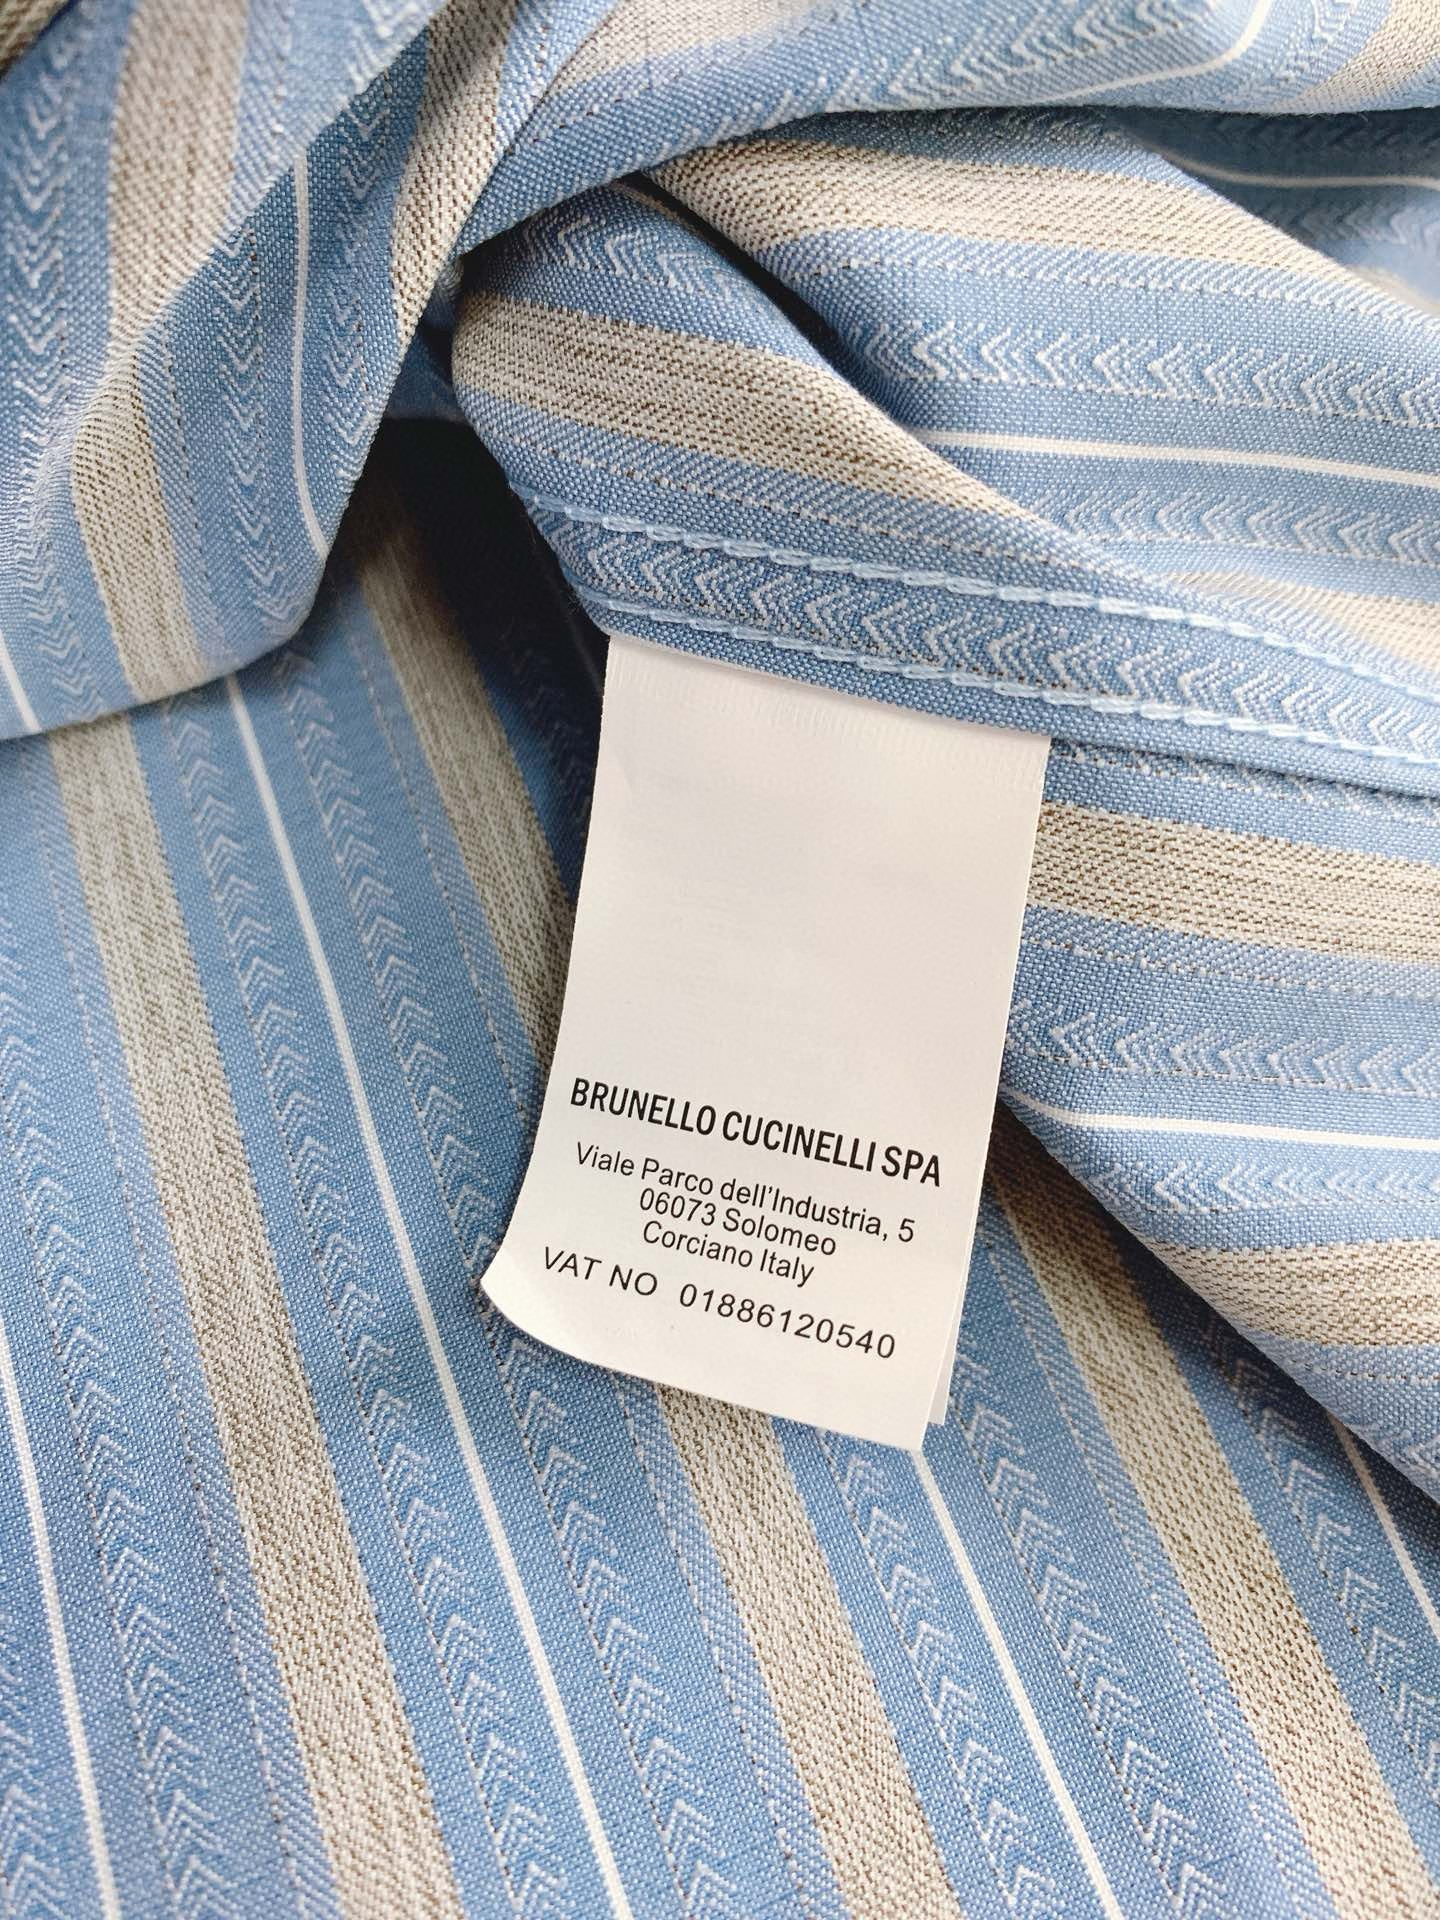 BRUNELLO CUCINELLI SPA
Viale Parco dell'Industria, 5
06073 Solomeo
Corciano Italy
VAT NO 01886120540